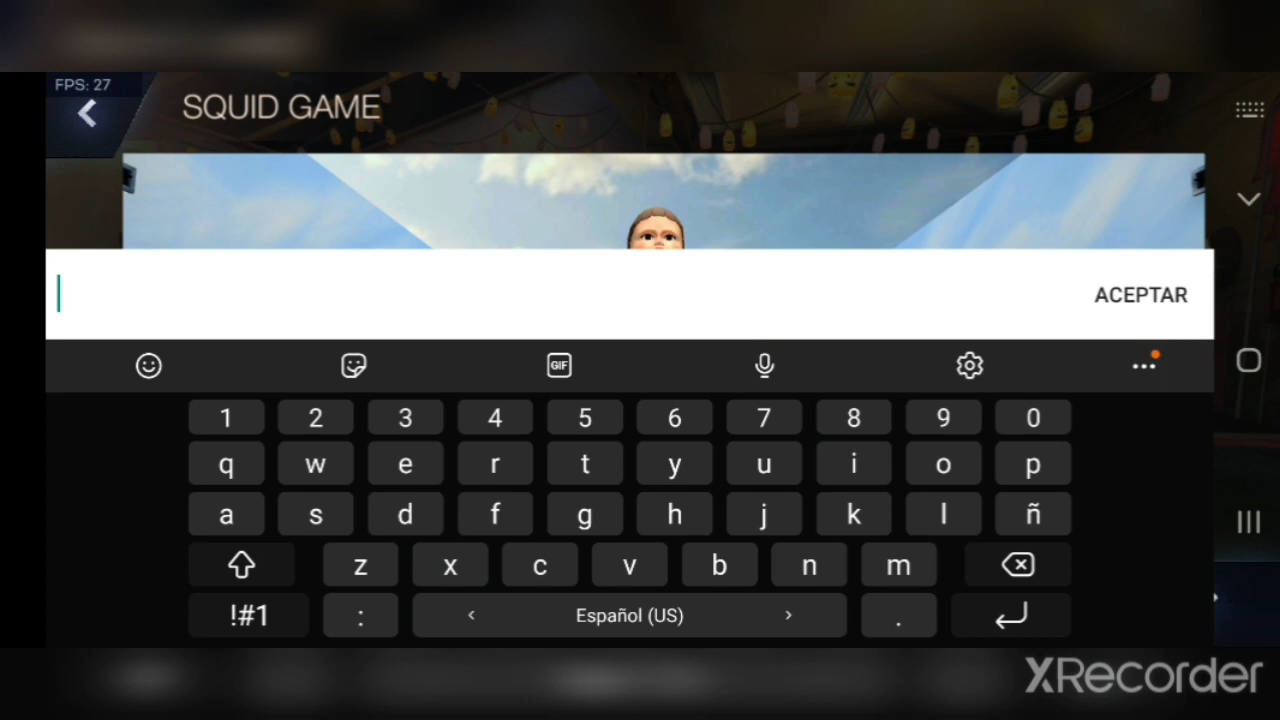 FPS: 27
SQUID GAME
ACEPTAR
GIF
1 2 3 4 5 6 7 8 9 0
q w e r t y u i o p
a s d f g h j k l ñ
z x c v b n m
!#1 : < Español (US) > .
XRecorder